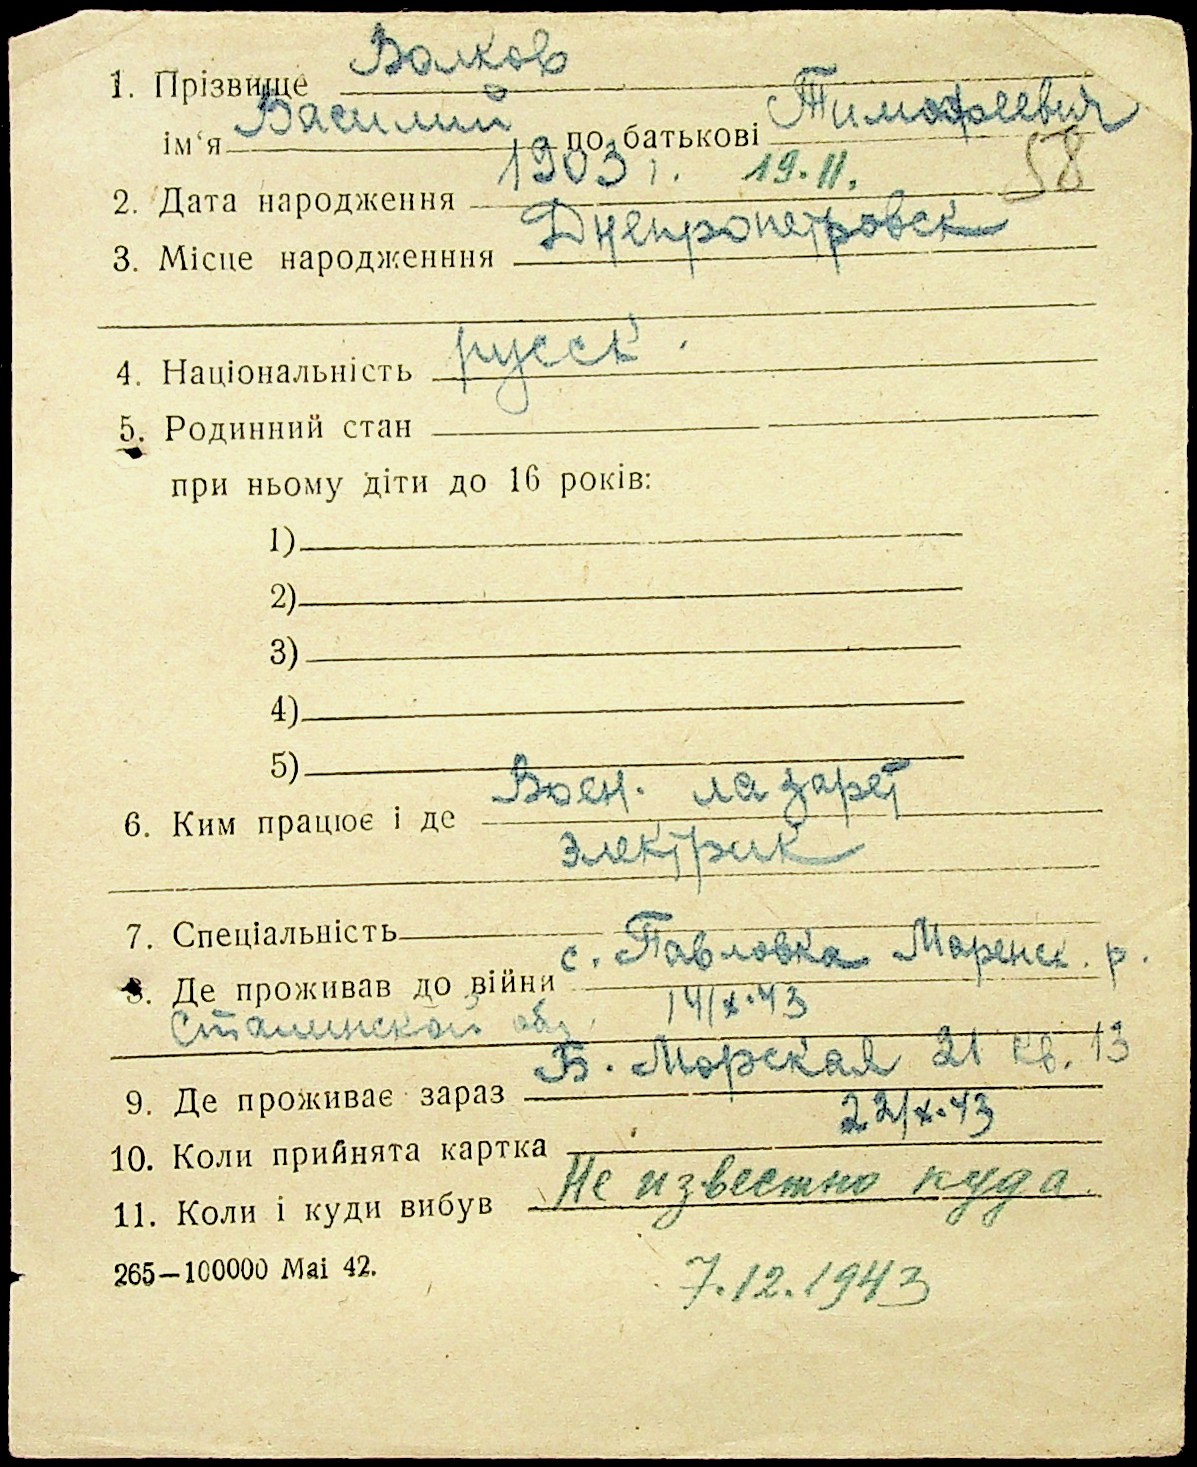 1. Прізвище Волков
ім‘я Василий по батькові Тимофеевич
58
2. Дата народження 1903 г. 19.II.
3. Місце народженння Днепропетровск
4. Національність русск.
5. Родинний стан
при ньому діти до 16 років:
1)
2)
3)
4)
5)
6. Ким працює і де Воен. лазарет
электрик
7. Спеціальність
8. Де проживав до війни с. Павловка Маренск. р.
Сталинской обл. 14/х-43
9. Де проживає зараз Б. Морская 21 кв. 13
10. Коли прийнята картка 22/х-43
11. Коли і куди вибув Не известно куда.
265—100000 Маі 42.
7.12.1943